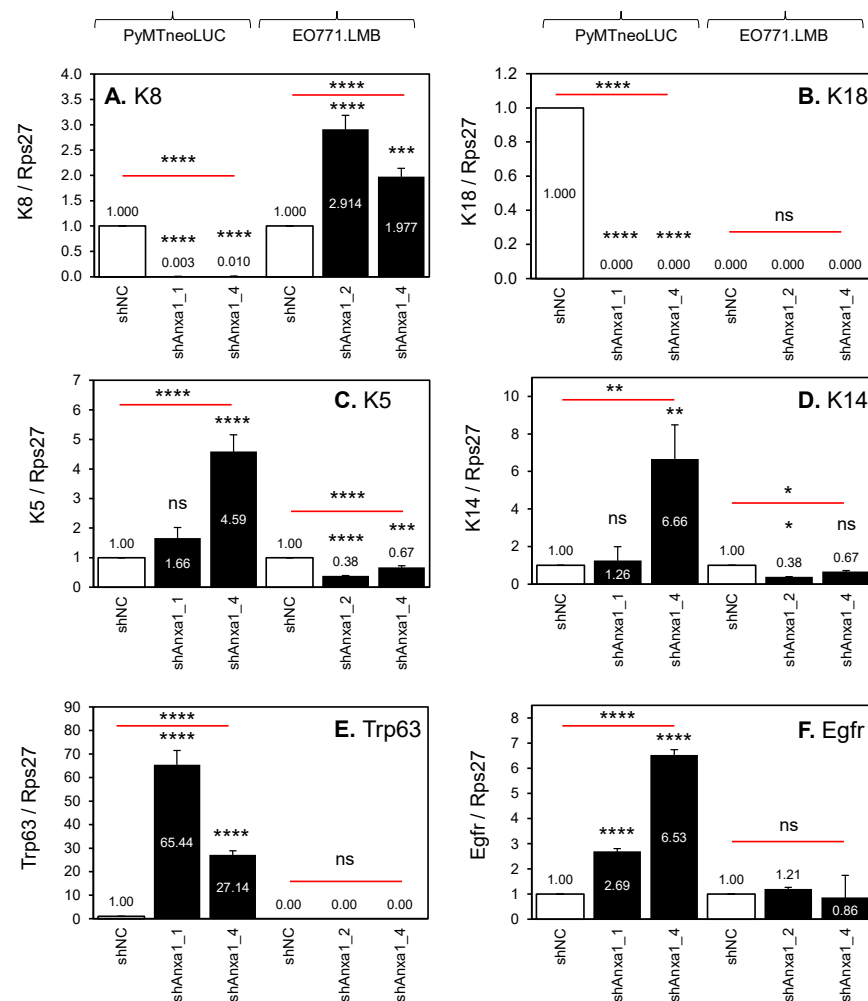 PyMTneoLUC EO771.LMB PyMTneoLUC EO771.LMB
A. K8
K8 / Rps27
4.0
3.5
3.0
2.5
2.0
1.5
1.0
0.5
0.0
**** ****
**** ***
****
1.000 **** **** 1.000 2.914 1.977
0.003 0.010
shNC shAnxa1_1 shAnxa1_4 shNC shAnxa1_2 shAnxa1_4
B. K18
K18 / Rps27
1.2
1.0
0.8
0.6
0.4
0.2
0.0
****
1.000
**** **** ns
0.000 0.000 0.000 0.000 0.000
shNC shAnxa1_1 shAnxa1_4 shNC shAnxa1_2 shAnxa1_4
C. K5
K5 / Rps27
7
6
5
4
3
2
1
0
****
****
ns 4.59 ****
**** ***
1.00 1.66 1.00 0.38 0.67
shNC shAnxa1_1 shAnxa1_4 shNC shAnxa1_2 shAnxa1_4
D. K14
K14 / Rps27
10
8
6
4
2
0
**
**
ns 6.66 *
* ns
1.00 1.26 1.00 0.38 0.67
shNC shAnxa1_1 shAnxa1_4 shNC shAnxa1_2 shAnxa1_4
E. Trp63
Trp63 / Rps27
90
80
70
60
50
40
30
20
10
0
****
****
65.44 **** ns
1.00 27.14 0.00 0.00 0.00
shNC shAnxa1_1 shAnxa1_4 shNC shAnxa1_2 shAnxa1_4
F. Egfr
Egfr / Rps27
8
7
6
5
4
3
2
1
0
****
****
**** 6.53 ns
1.00 2.69 1.00 1.21 0.86
shNC shAnxa1_1 shAnxa1_4 shNC shAnxa1_2 shAnxa1_4